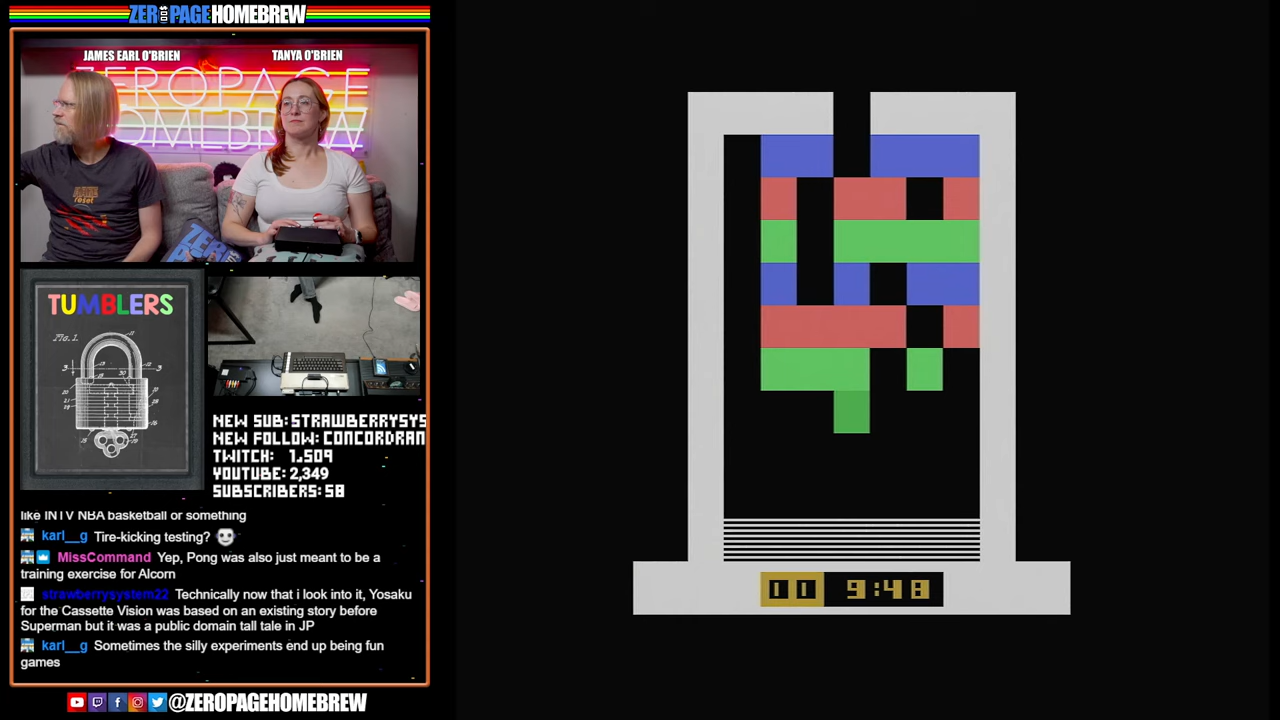 ZEROPAGE HOMEBREW
JAMES EARL O'BRIEN
TANYA O'BRIEN
ZEROPAGE
HOMEBREW
reset
ZERO
TUMBLERS
Fig. 1.
NEW SUB: STRAWBERRYSYS
NEW FOLLOW: CONCORDRAN
TWITCH: 1,509
YOUTUBE: 2,349
SUBSCRIBERS: 58
like INTV NBA basketball or something
karl__g Tire-kicking testing?
MissCommand Yep, Pong was also just meant to be a
training exercise for Alcorn
strawberrysystem22 Technically now that i look into it, Yosaku
for the Cassette Vision was based on an existing story before
Superman but it was a public domain tall tale in JP
karl__g Sometimes the silly experiments end up being fun
games
@ZEROPAGEHOMEBREW
00 9:48